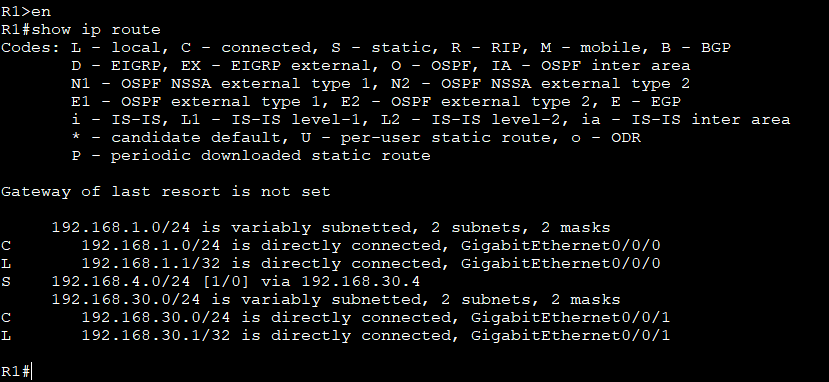 R1>en
R1#show ip route
Codes: L - local, C - connected, S - static, R - RIP, M - mobile, B - BGP
       D - EIGRP, EX - EIGRP external, O - OSPF, IA - OSPF inter area
       N1 - OSPF NSSA external type 1, N2 - OSPF NSSA external type 2
       E1 - OSPF external type 1, E2 - OSPF external type 2, E - EGP
       i - IS-IS, L1 - IS-IS level-1, L2 - IS-IS level-2, ia - IS-IS inter area
       * - candidate default, U - per-user static route, o - ODR
       P - periodic downloaded static route

Gateway of last resort is not set

     192.168.1.0/24 is variably subnetted, 2 subnets, 2 masks
C       192.168.1.0/24 is directly connected, GigabitEthernet0/0/0
L       192.168.1.1/32 is directly connected, GigabitEthernet0/0/0
S    192.168.4.0/24 [1/0] via 192.168.30.4
     192.168.30.0/24 is variably subnetted, 2 subnets, 2 masks
C       192.168.30.0/24 is directly connected, GigabitEthernet0/0/1
L       192.168.30.1/32 is directly connected, GigabitEthernet0/0/1

R1#